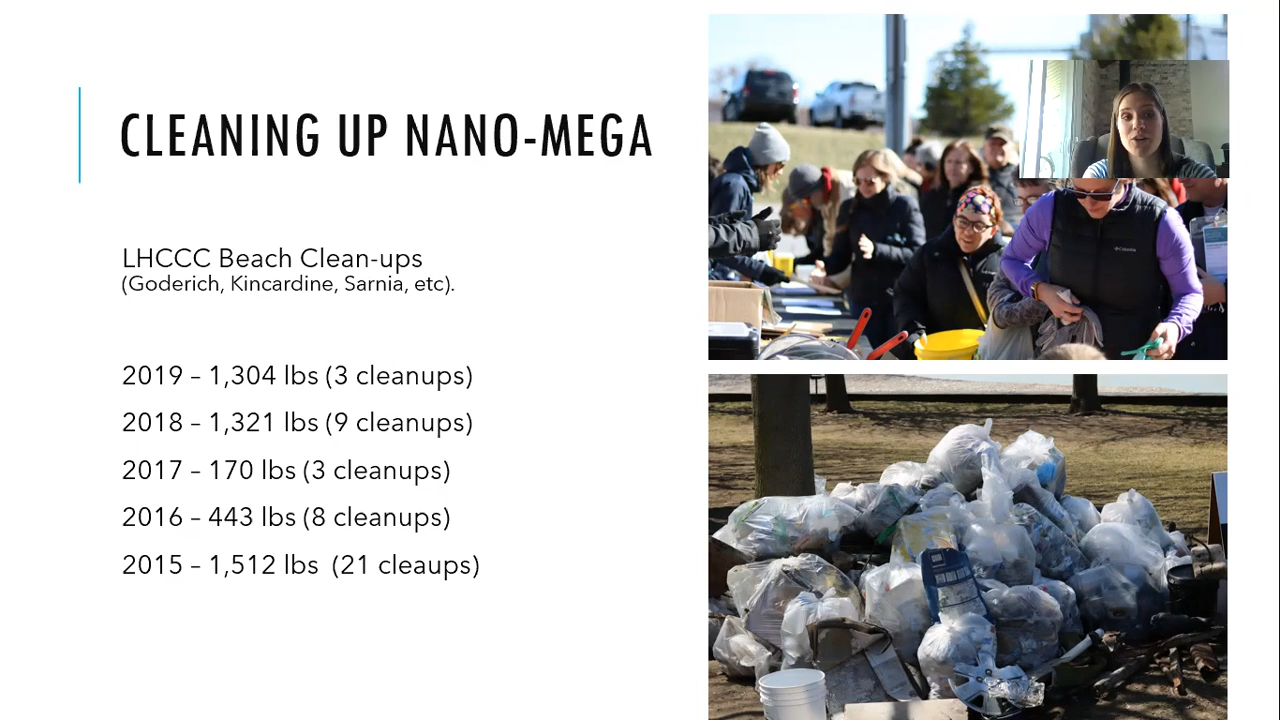 CLEANING UP NANO-MEGA
LHCCC Beach Clean-ups
(Goderich, Kincardine, Sarnia, etc).
2019 – 1,304 lbs (3 cleanups)
2018 – 1,321 lbs (9 cleanups)
2017 – 170 lbs (3 cleanups)
2016 – 443 lbs (8 cleanups)
2015 – 1,512 lbs (21 cleaups)
Columbia